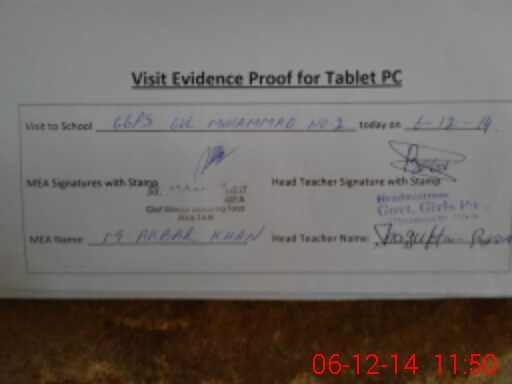 Visit Evidence Proof for Tablet PC
Visit to School GGPS GUL MUHAMMAD NO.2 today on 6-12-14
MEA Signatures with Stamp
Head Teacher Signature with Stamp
MEA
MULTAN
Headmistress
Govt. Girls
MEA Name: M AKBAR KHAN Head Teacher Name: Shagufta
06-12-14 11:50